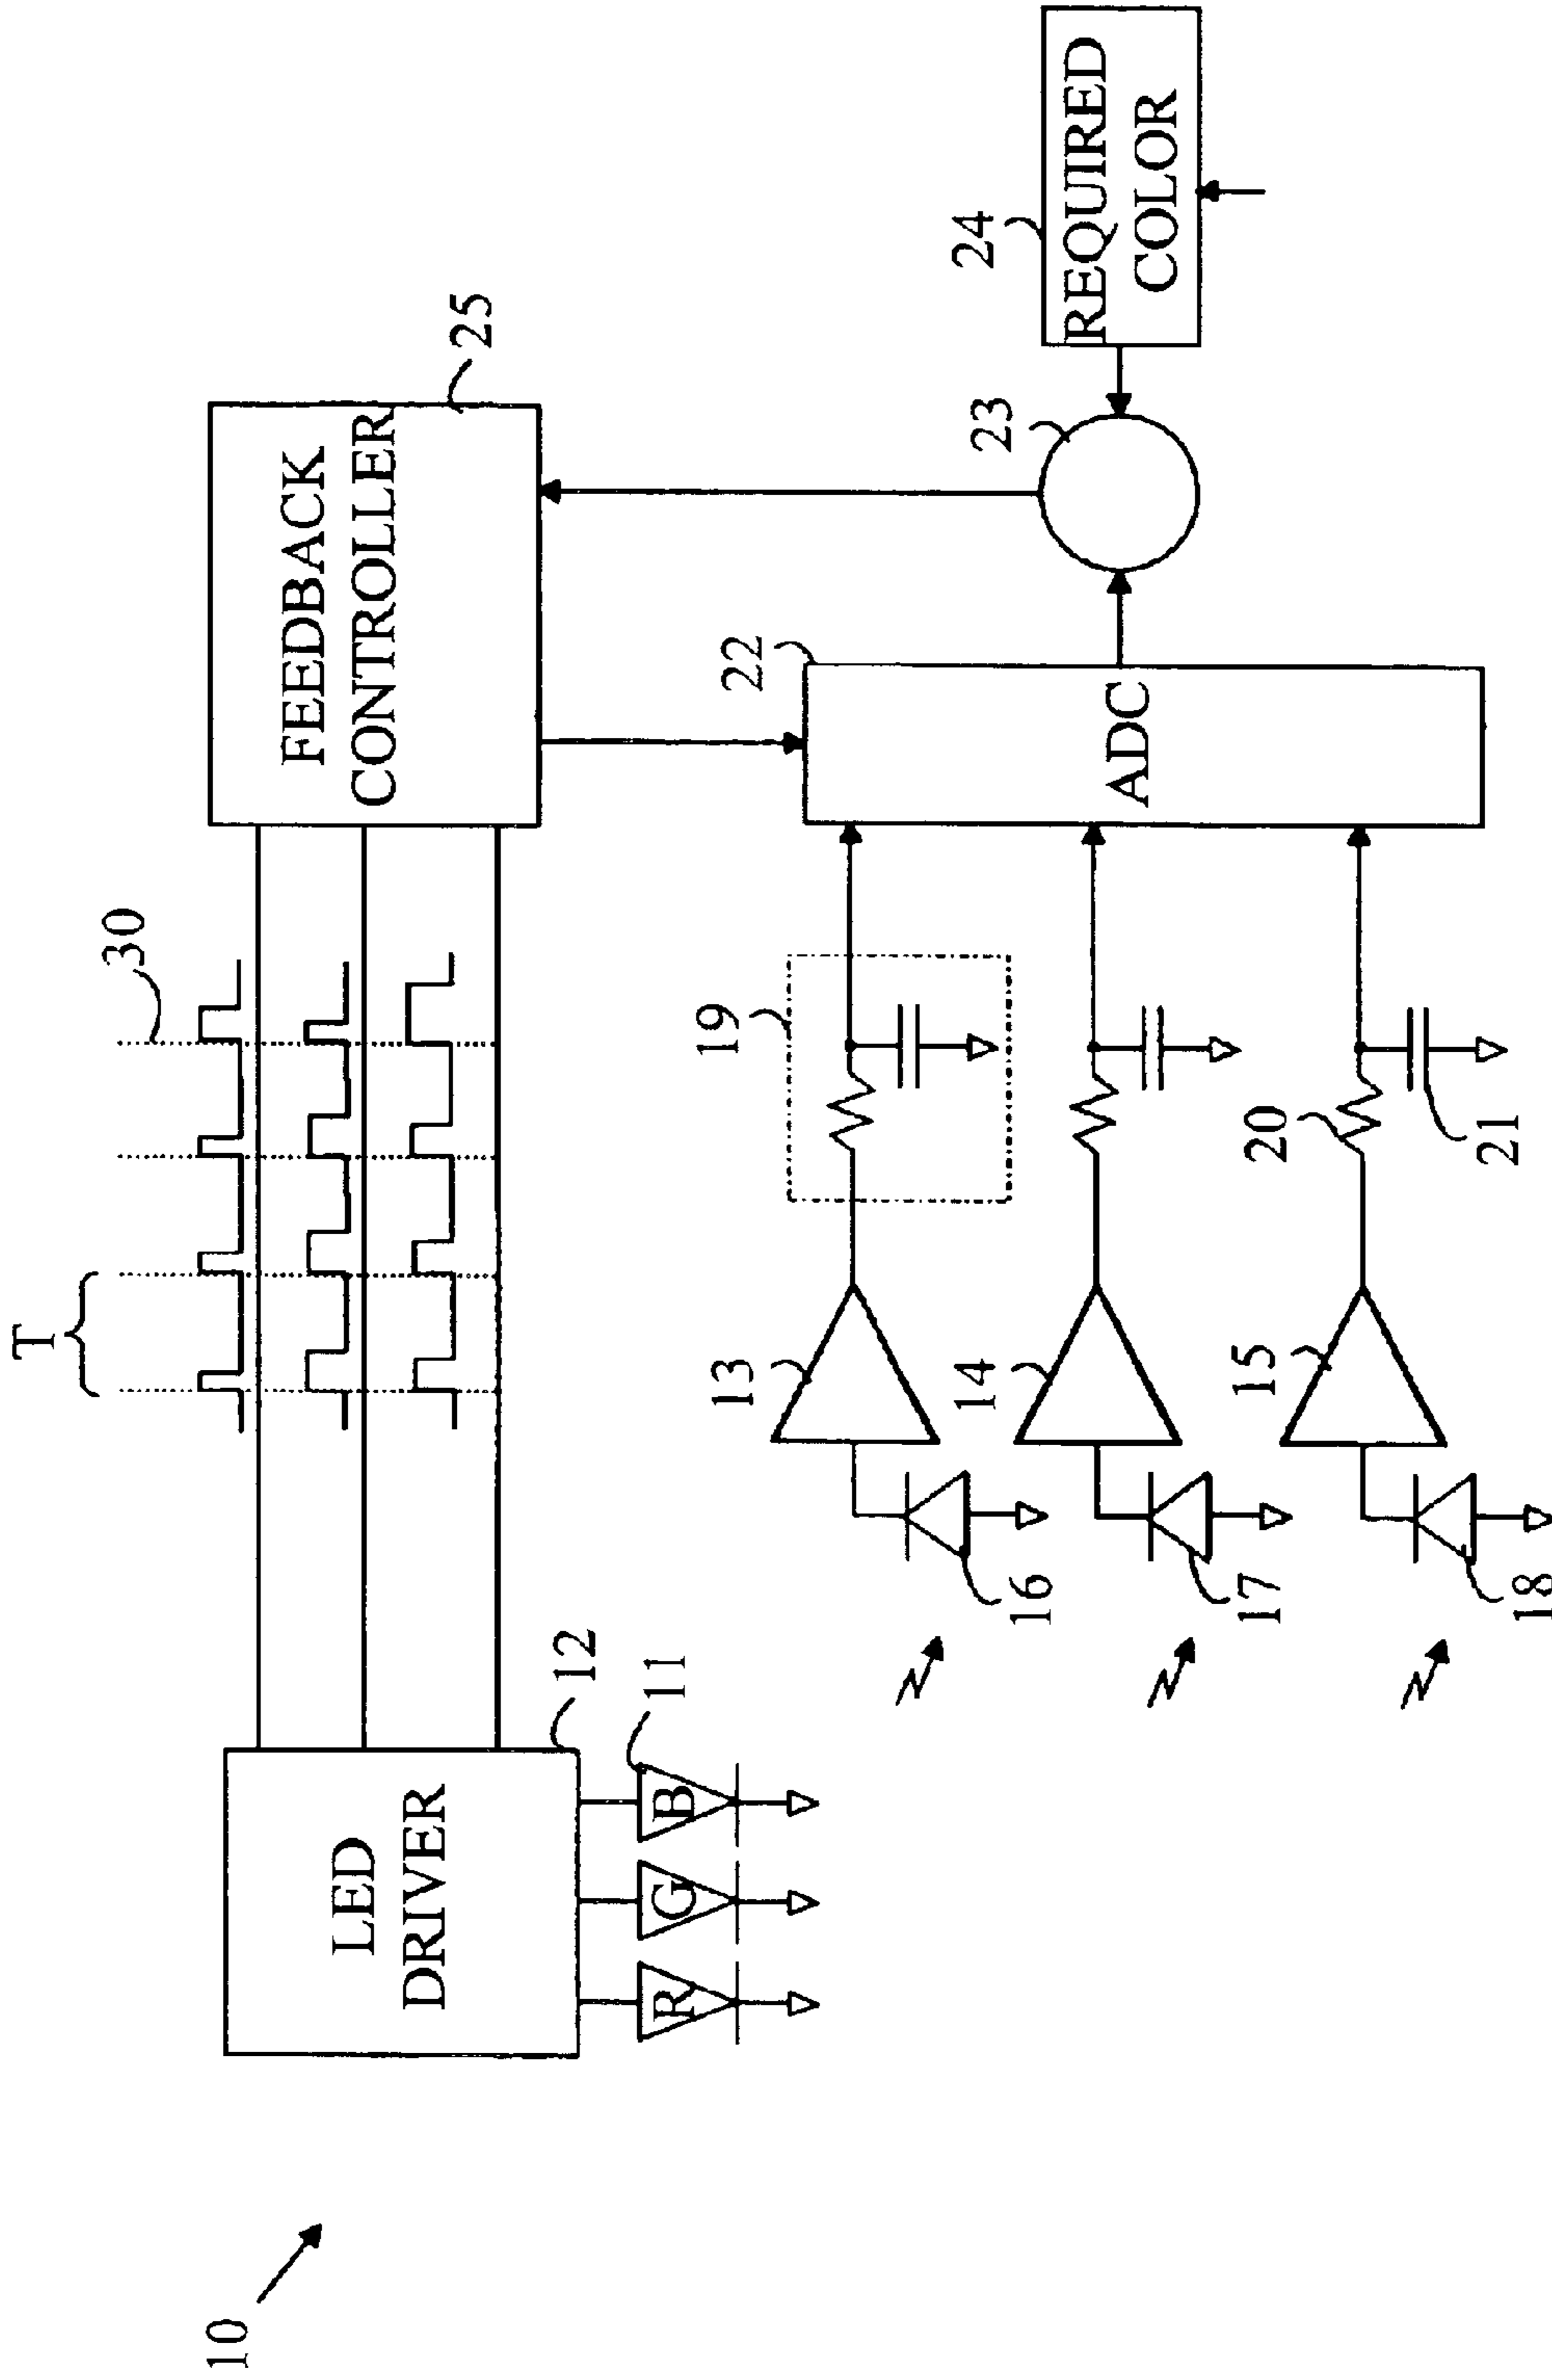 10
T
30
LED
DRIVER
12
FEEDBACK
CONTROLLER
25
R
G
B
11
13
14
15
16
17
18
19
20
21
22
ADC
23
24
REQUIRED
COLOR